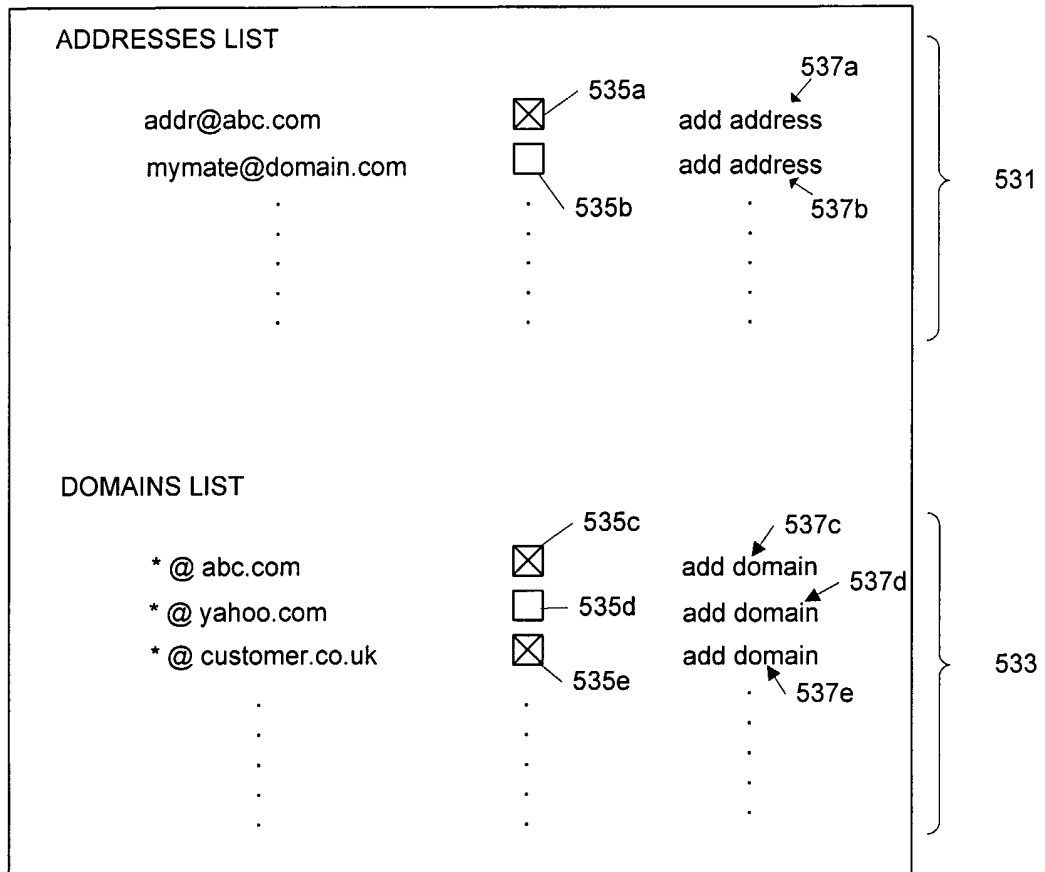 ADDRESSES LIST
537a
535a
addr@abc.com add address
mymate@domain.com add address
531
535b 537b
DOMAINS LIST
535c 537c
* @ abc.com add domain
537d
* @ yahoo.com 535d add domain
* @ customer.co.uk add domain
533
535e 537e